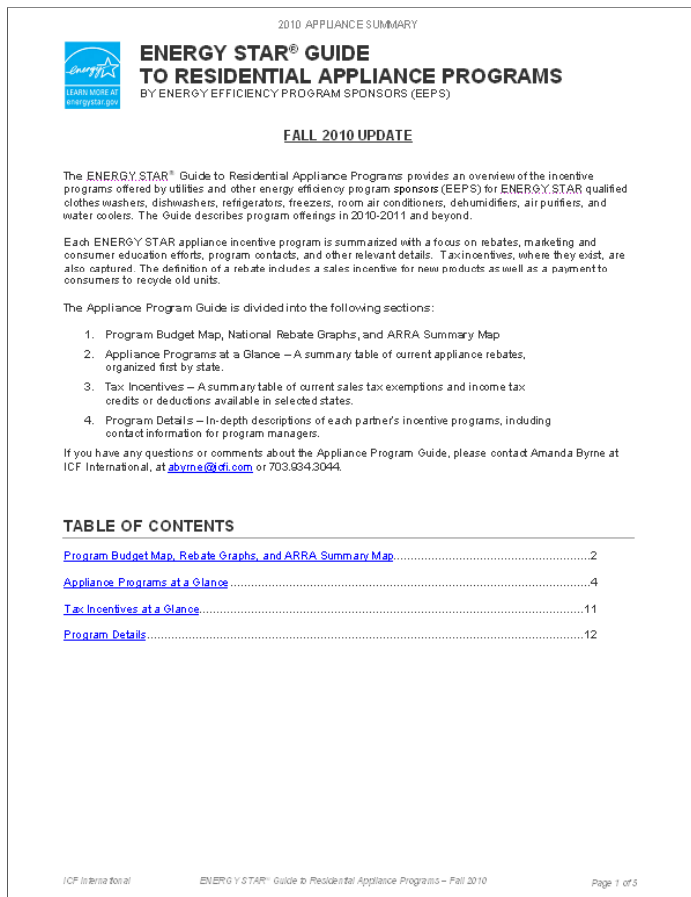 2010 APPLIANCE SUMMARY
energy
LEARN MORE AT
energystar.gov
ENERGY STAR® GUIDE
TO RESIDENTIAL APPLIANCE PROGRAMS
BY ENERGY EFFICIENCY PROGRAM SPONSORS (EEPS)
FALL 2010 UPDATE
The ENERGY STAR® Guide to Residential Appliance Programs provides an overview of the incentive
programs offered by utilities and other energy efficiency program sponsors (EEPS) for ENERGY STAR qualified
clothes washers, dishwashers, refrigerators, freezers, room air conditioners, dehumidifiers, air purifiers, and
water coolers. The Guide describes program offerings in 2010-2011 and beyond.
Each ENERGY STAR appliance incentive program is summarized with a focus on rebates, marketing and
consumer education efforts, program contacts, and other relevant details. Tax incentives, where they exist, are
also captured. The definition of a rebate includes a sales incentive for new products as well as a payment to
consumers to recycle old units.
The Appliance Program Guide is divided into the following sections:
1. Program Budget Map, National Rebate Graphs, and ARRA Summary Map
2. Appliance Programs at a Glance – A summary table of current appliance rebates,
organized first by state.
3. Tax Incentives – A summary table of current sales tax exemptions and income tax
credits or deductions available in selected states.
4. Program Details – In-depth descriptions of each partner's incentive programs, including
contact information for program managers.
If you have any questions or comments about the Appliance Program Guide, please contact Amanda Byrne at
ICF International, at abyrne@icfi.com or 703.934.3044.
TABLE OF CONTENTS
Program Budget Map, Rebate Graphs, and ARRA Summary Map..........2
Appliance Programs at a Glance..........4
Tax Incentives at a Glance..........11
Program Details..........12
ICF International ENERGY STAR® Guide to Residential Appliance Programs – Fall 2010 Page 1 of 5